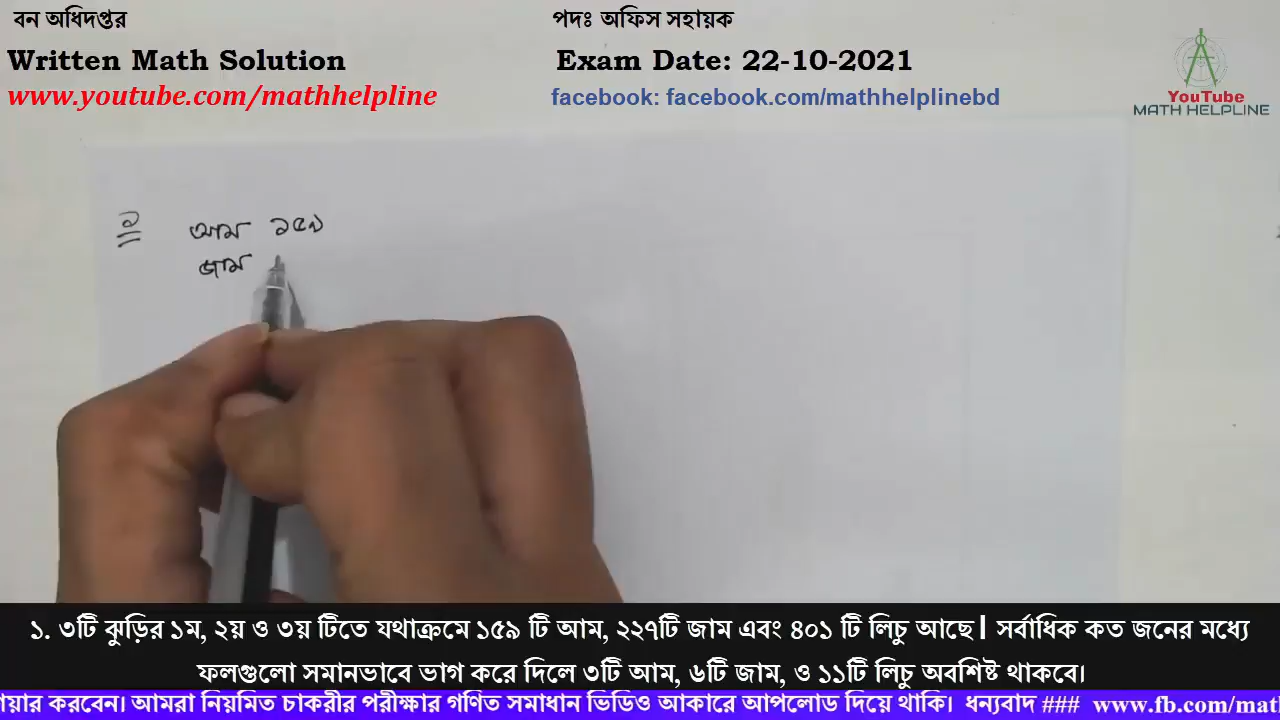 বন অধিদপ্তর
পদঃ অফিস সহায়ক
Written Math Solution
Exam Date: 22-10-2021
www.youtube.com/mathhelpline
facebook: facebook.com/mathhelplinebd
YouTube
MATH HELPLINE
১
আম ১৫৯
জাম
১. ৩টি ঝুড়ির ১ম, ২য় ও ৩য় টিতে যথাক্রমে ১৫৯ টি আম, ২২৭টি জাম এবং ৪০১ টি লিচু আছে। সর্বাধিক কত জনের মধ্যে
ফলগুলো সমানভাবে ভাগ করে দিলে ৩টি আম, ৬টি জাম, ও ১১টি লিচু অবশিষ্ট থাকবে।
য়ার করবেন। আমরা নিয়মিত চাকরীর পরীক্ষার গণিত সমাধান ভিডিও আকারে আপলোড দিয়ে থাকি। ধন্যবাদ ### www.fb.com/mat